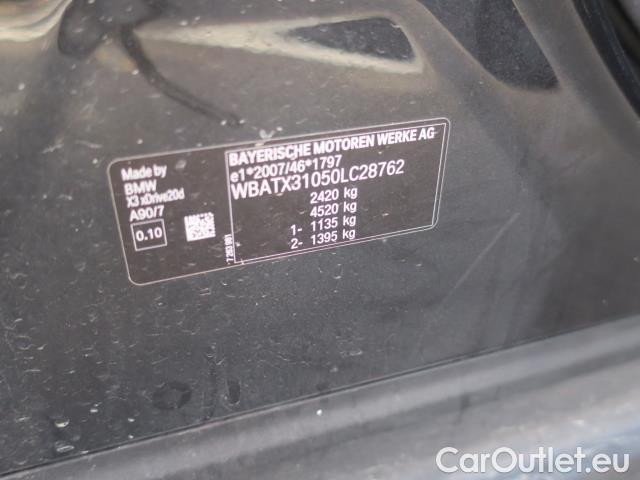 Made by
BMW
X3 xDrive20d
A90/7
0.10
BAYERISCHE MOTOREN WERKE AG
e1*2007/46*1797
WBATX31050LC28762
2420 kg
4520 kg
1- 1135 kg
2- 1395 kg
CarOutlet.eu